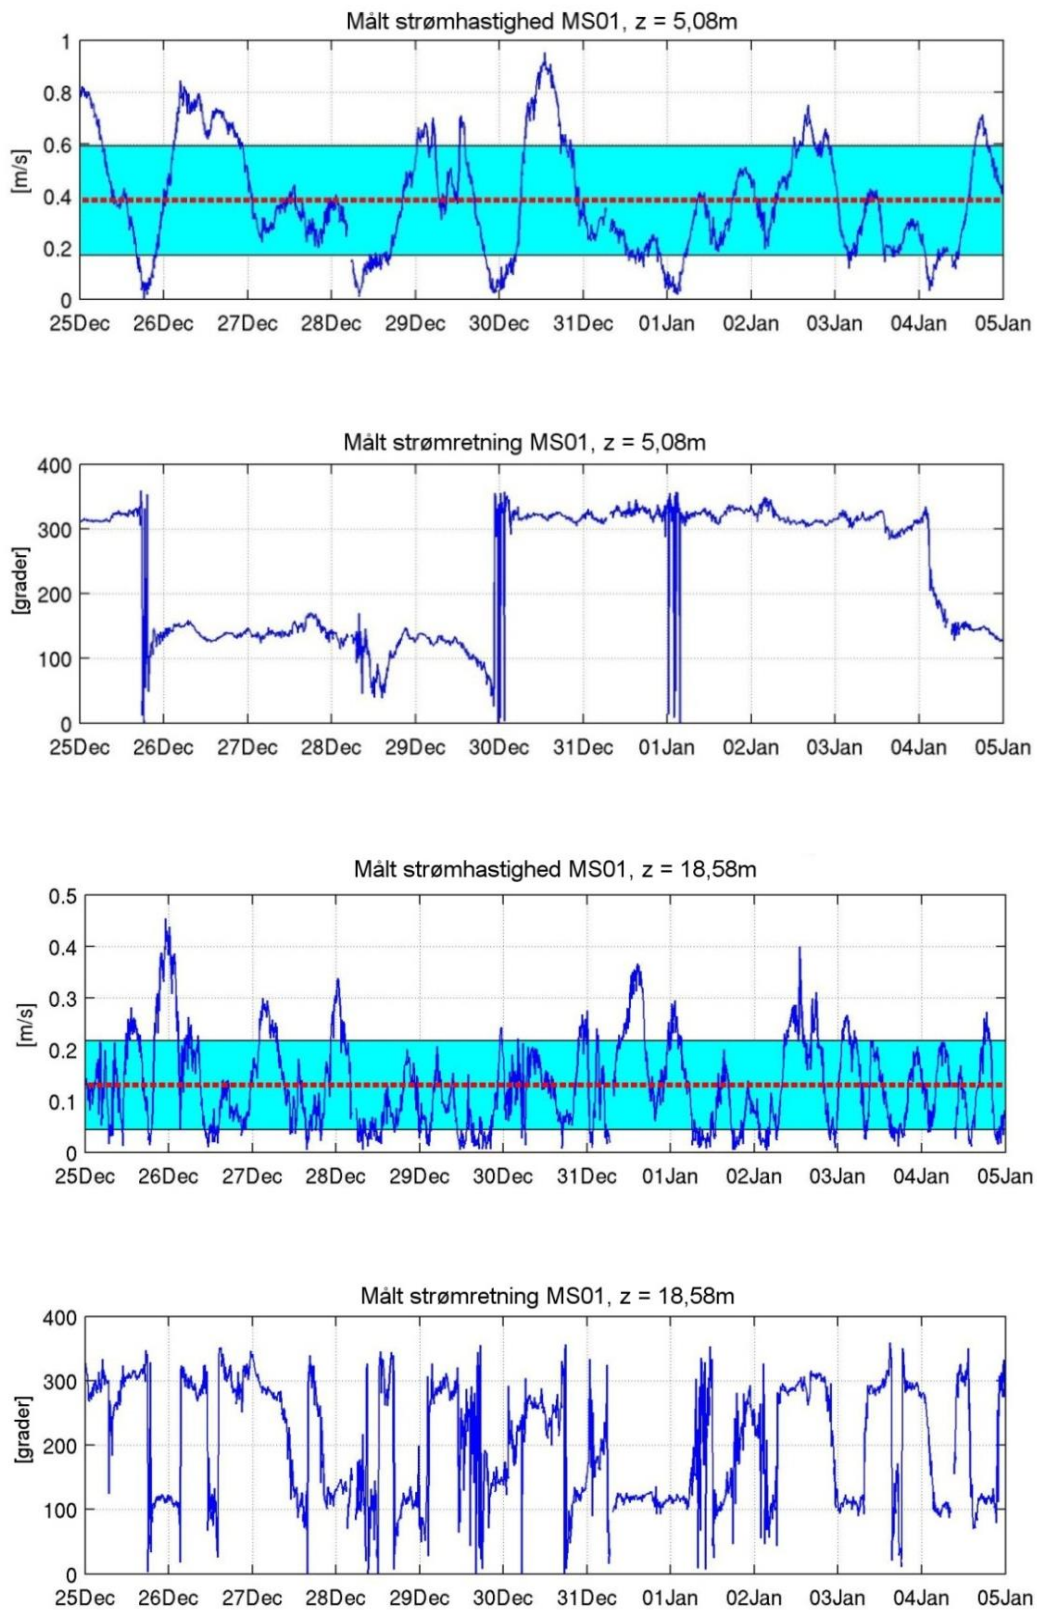 Målt strømhastighed MS01, z = 5,08m
1
0.8
0.6
0.4
0.2
0
[m/s]
25Dec 26Dec 27Dec 28Dec 29Dec 30Dec 31Dec 01Jan 02Jan 03Jan 04Jan 05Jan
Målt strømretning MS01, z = 5,08m
400
300
200
100
0
[grader]
25Dec 26Dec 27Dec 28Dec 29Dec 30Dec 31Dec 01Jan 02Jan 03Jan 04Jan 05Jan
Målt strømhastighed MS01, z = 18,58m
0.5
0.4
0.3
0.2
0.1
0
[m/s]
25Dec 26Dec 27Dec 28Dec 29Dec 30Dec 31Dec 01Jan 02Jan 03Jan 04Jan 05Jan
Målt strømretning MS01, z = 18,58m
400
300
200
100
0
[grader]
25Dec 26Dec 27Dec 28Dec 29Dec 30Dec 31Dec 01Jan 02Jan 03Jan 04Jan 05Jan